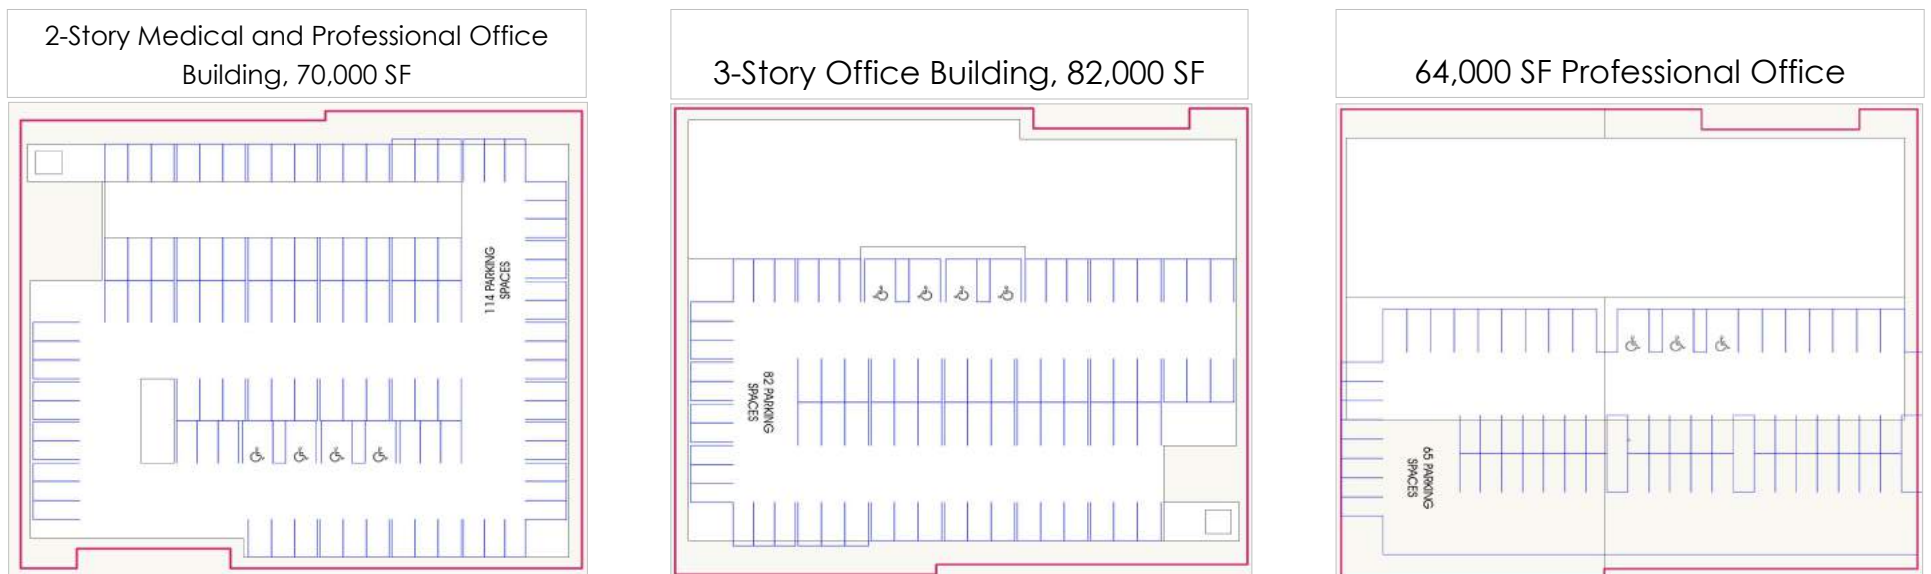 2-Story Medical and Professional Office
Building, 70,000 SF
3-Story Office Building, 82,000 SF
64,000 SF Professional Office
114 PARKING
SPACES
82 PARKING
SPACES
65 PARKING
SPACES